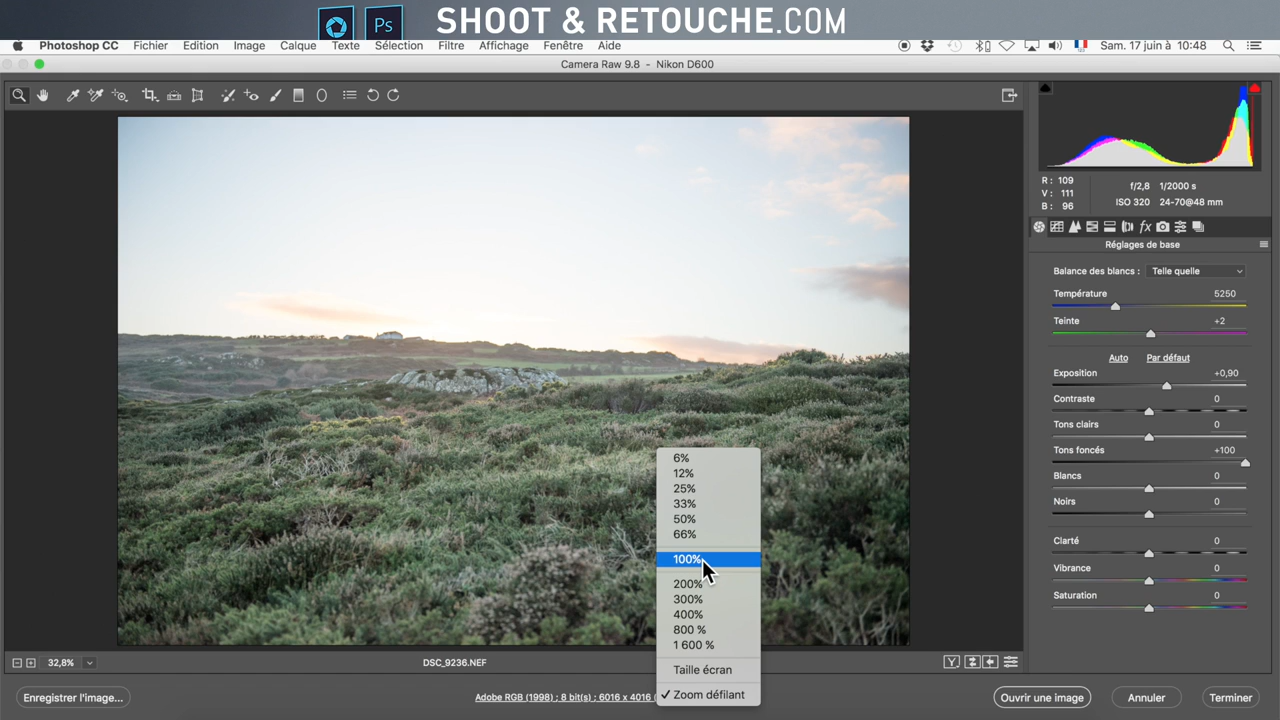 Ps
SHOOT & RETOUCHE.COM
Photoshop CC Fichier Edition Image Calque Texte Sélection Filtre Affichage Fenêtre Aide Sam. 17 juin à 10:48
Camera Raw 9.8 - Nikon D600
R : 109
V : 111
B : 96
f/2,8 1/2000 s
ISO 320 24-70@48 mm
fx
Réglages de base
Balance des blancs : Telle quelle
Température 5250
Teinte +2
Auto Par défaut
Exposition +0,90
Contraste 0
Tons clairs 0
Tons foncés +100
Blancs 0
Noirs 0
Clarté 0
Vibrance 0
Saturation 0
6%
12%
25%
33%
50%
66%
100%
200%
300%
400%
800 %
1 600 %
Taille écran
✓ Zoom défilant
32,8%
DSC_9236.NEF
Y
Enregistrer l'image...
Adobe RGB (1998) ; 8 bit(s) ; 6016 x 4016 (
Ouvrir une image
Annuler
Terminer